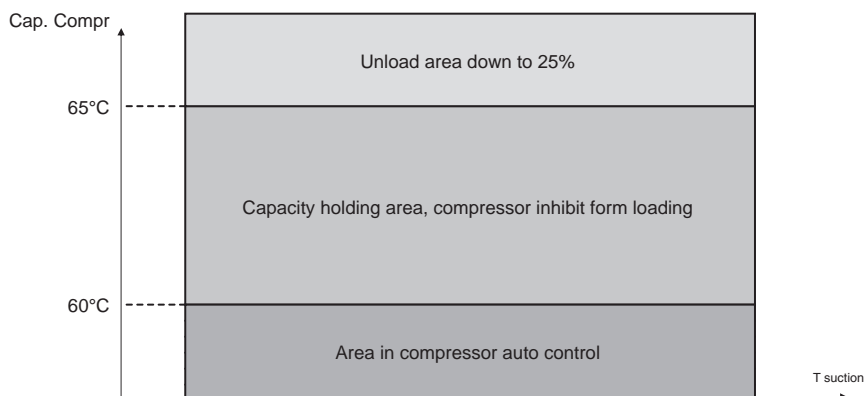 Cap. Compr
Unload area down to 25%
65°C
Capacity holding area, compressor inhibit form loading
60°C
Area in compressor auto control
T suction